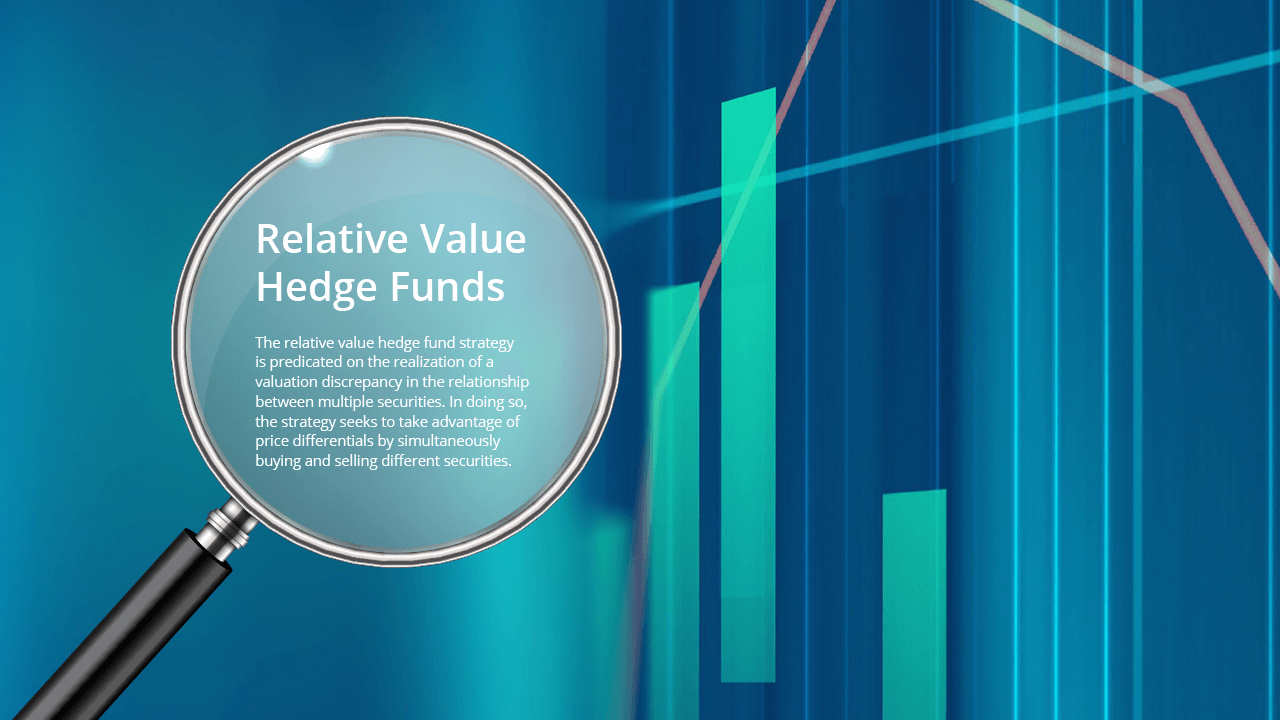 Relative Value
Hedge Funds
The relative value hedge fund strategy
is predicated on the realization of a
valuation discrepancy in the relationship
between multiple securities. In doing so,
the strategy seeks to take advantage of
price differentials by simultaneously
buying and selling different securities.